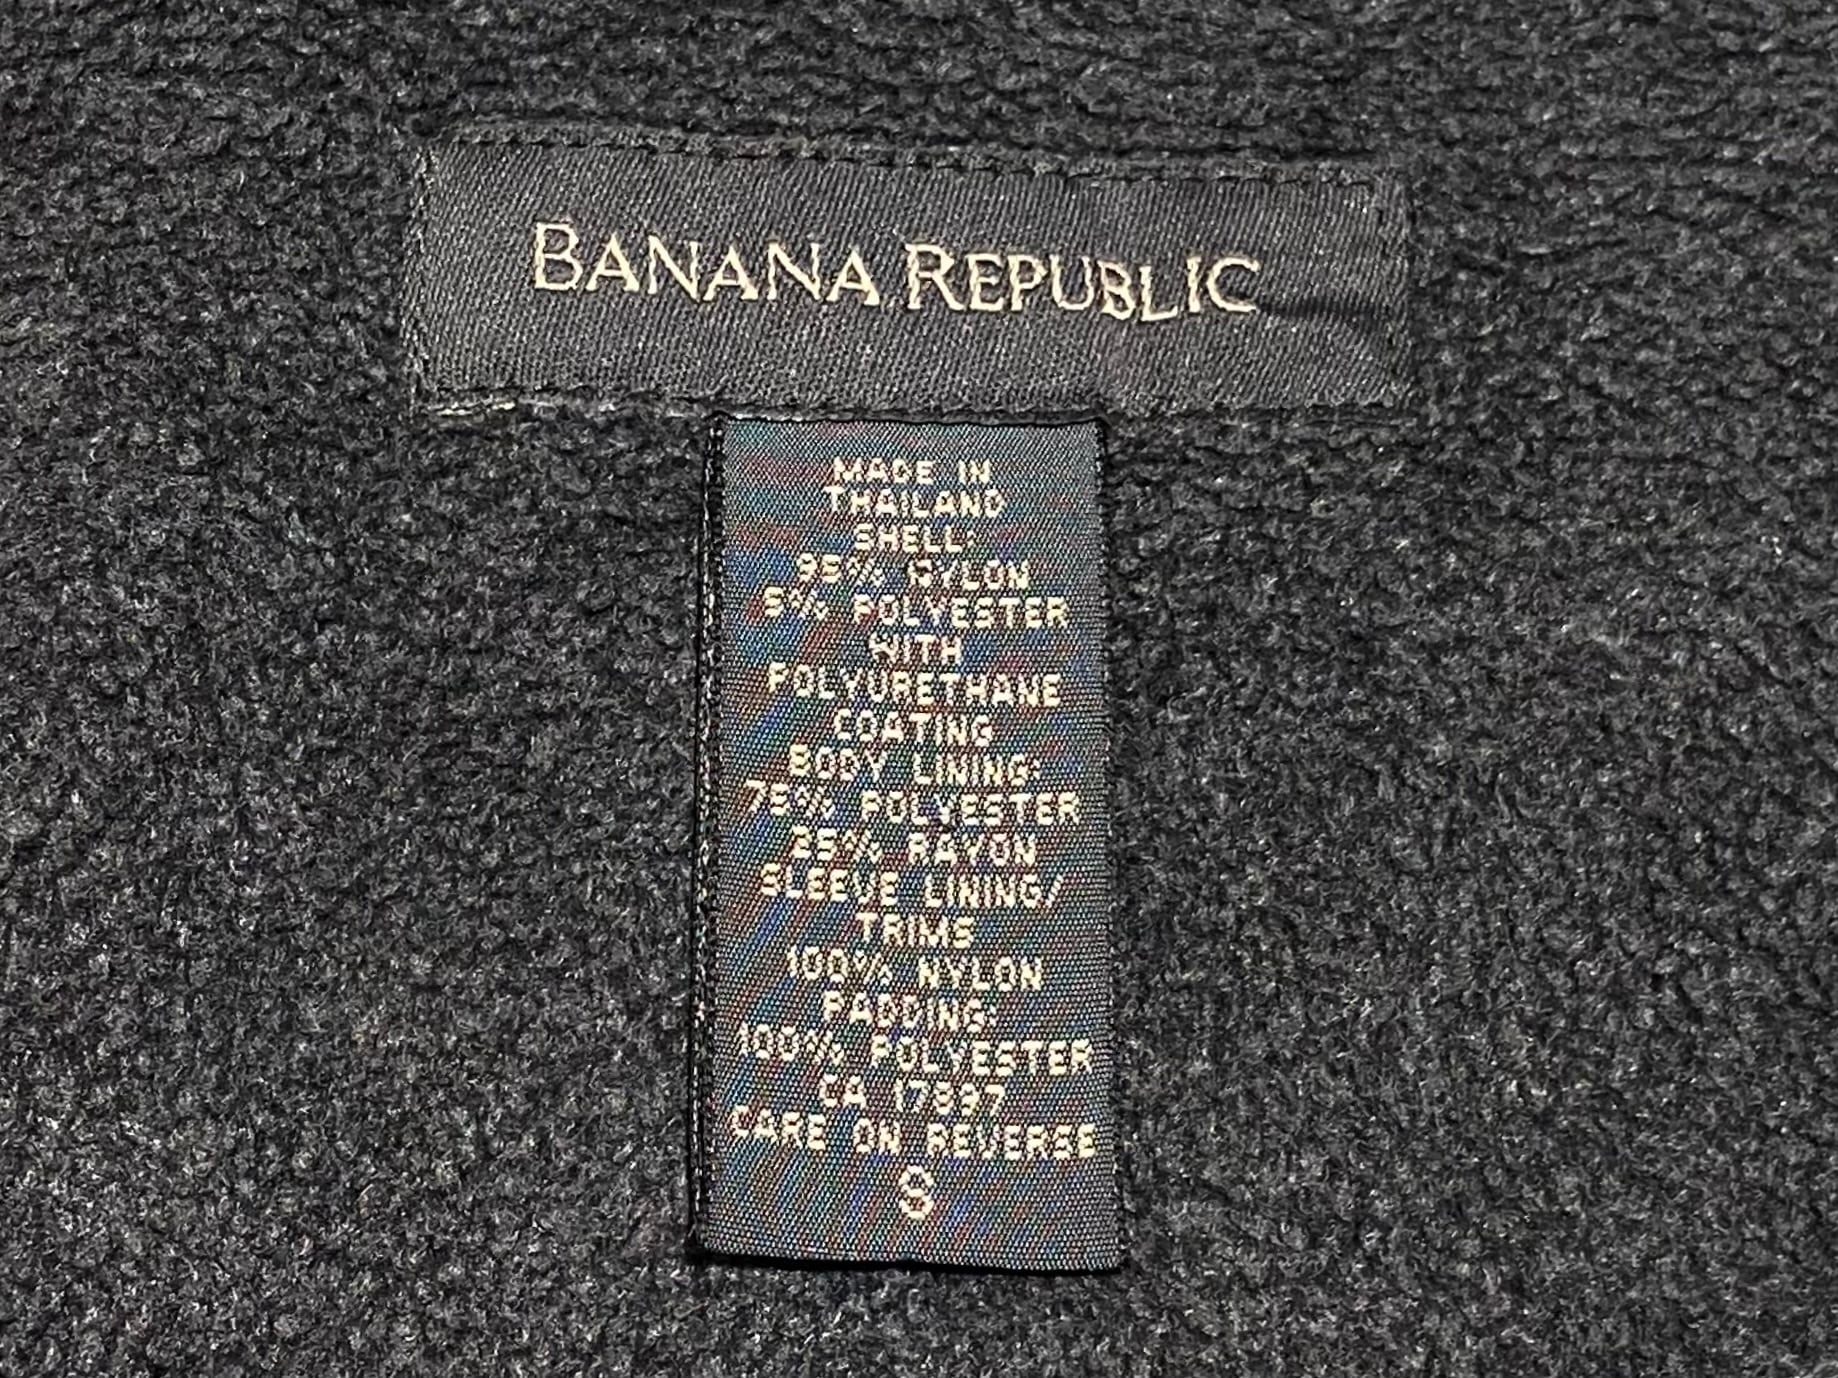 BANANA REPUBLIC
MADE IN
THAILAND
SHELL:
95% NYLON
5% POLYESTER
WITH
POLYURETHANE
COATING
BODY LINING:
75% POLYESTER
25% RAYON
SLEEVE LINING/
TRIMS
100% NYLON
PADDING:
100% POLYESTER
CA 17897
CARE ON REVERSE
S